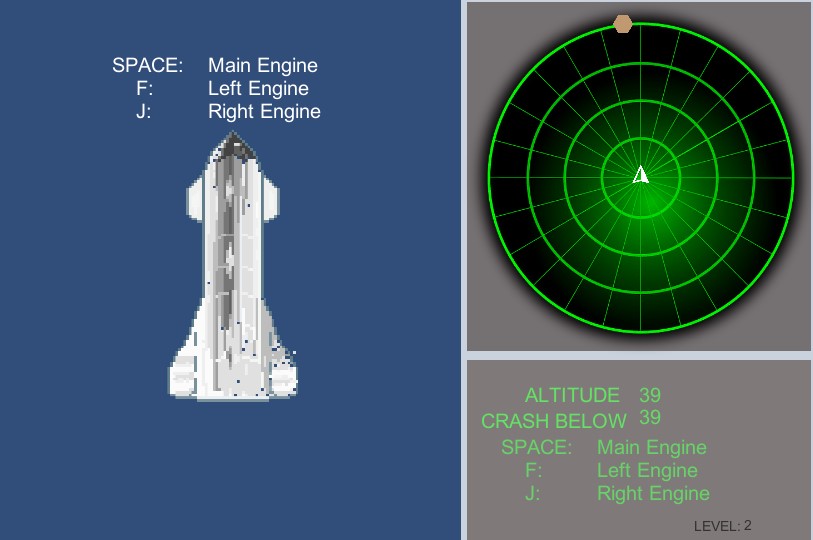 SPACE: Main Engine
F: Left Engine
J: Right Engine
ALTITUDE 39
CRASH BELOW 39
SPACE: Main Engine
F: Left Engine
J: Right Engine
LEVEL: 2